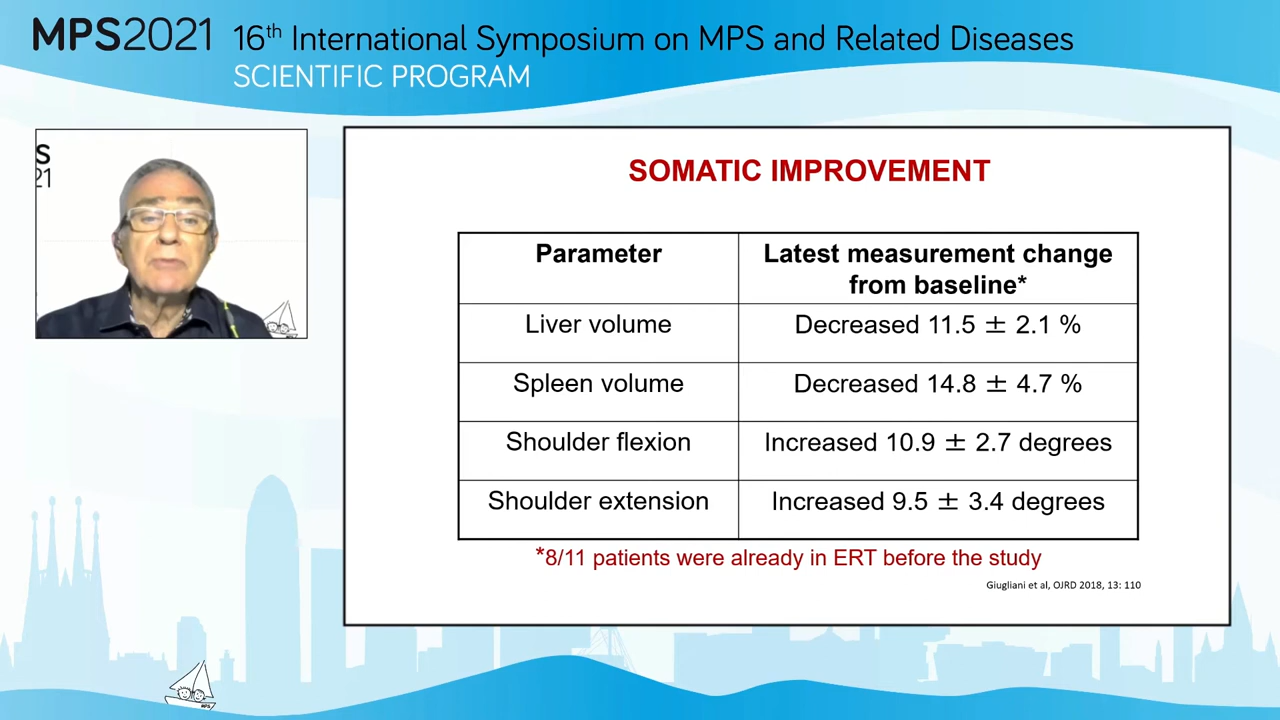 MPS2021 16th International Symposium on MPS and Related Diseases
SCIENTIFIC PROGRAM
S
21
SOMATIC IMPROVEMENT
Parameter
Latest measurement change
from baseline*
Liver volume
Decreased 11.5 ± 2.1 %
Spleen volume
Decreased 14.8 ± 4.7 %
Shoulder flexion
Increased 10.9 ± 2.7 degrees
Shoulder extension
Increased 9.5 ± 3.4 degrees
*8/11 patients were already in ERT before the study
Giugliani et al, OJRD 2018, 13: 110
MPS